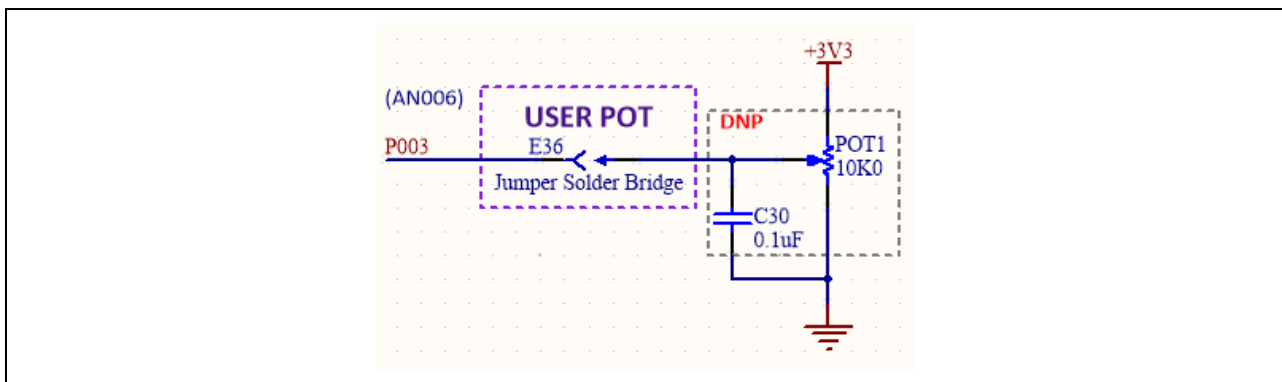 +3V3
(AN006)
USER POT
DNP
P003
E36
POT1
10K0
Jumper Solder Bridge
C30
0.1uF